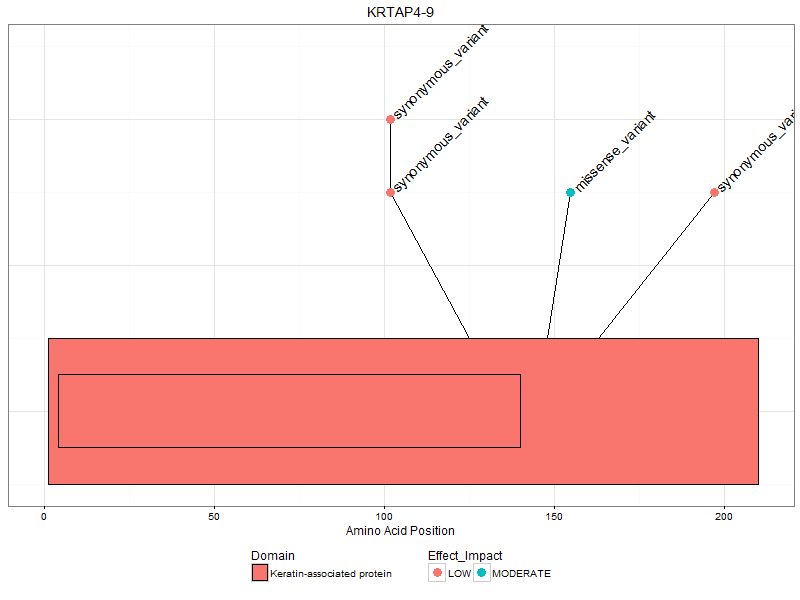 KRTAP4-9
synonymous_variant
synonymous_variant
missense_variant
synonymous_va
0 50 100 150 200
Amino Acid Position
Domain Effect_Impact
Keratin-associated protein LOW MODERATE